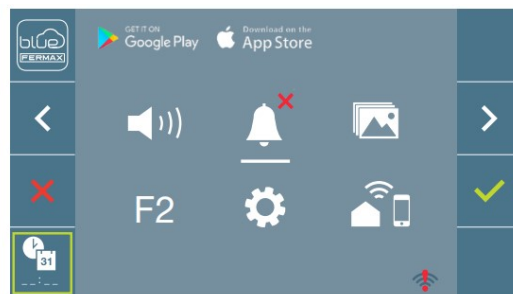 blue
FERMAX
GET IT ON
Google Play
Download on the
App Store
F2
31
--:--